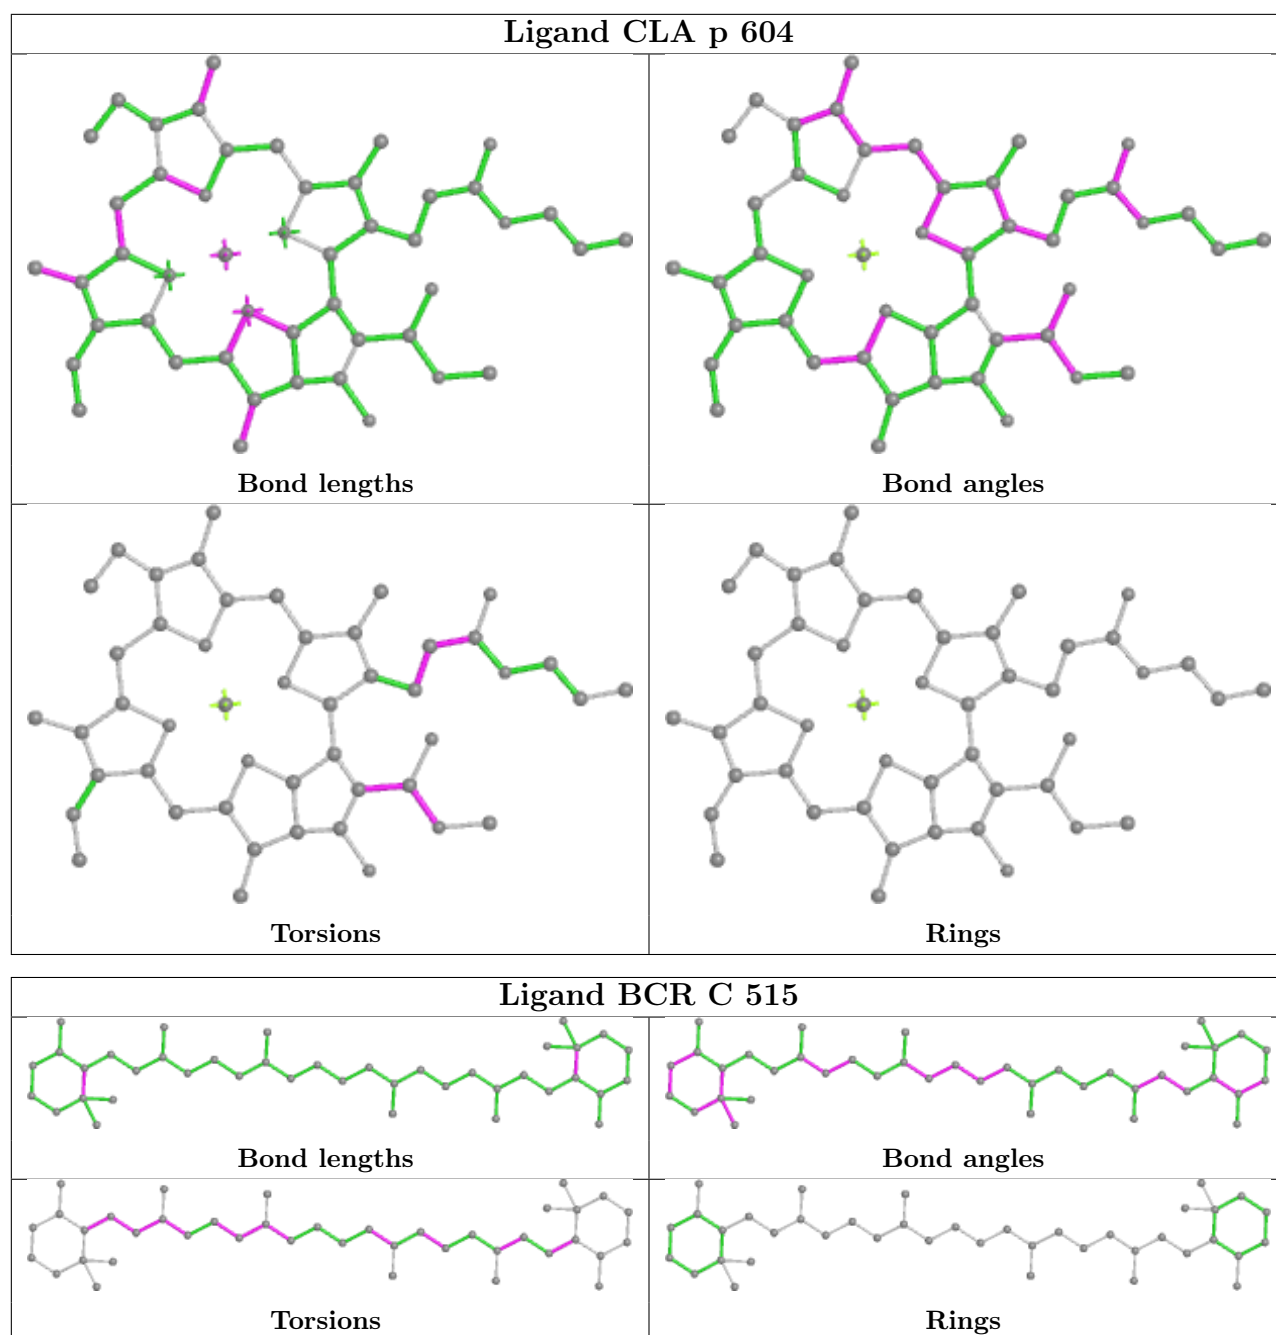 Ligand CLA p 604
Bond lengths
Bond angles
Torsions
Rings
Ligand BCR C 515
Bond lengths
Bond angles
Torsions
Rings